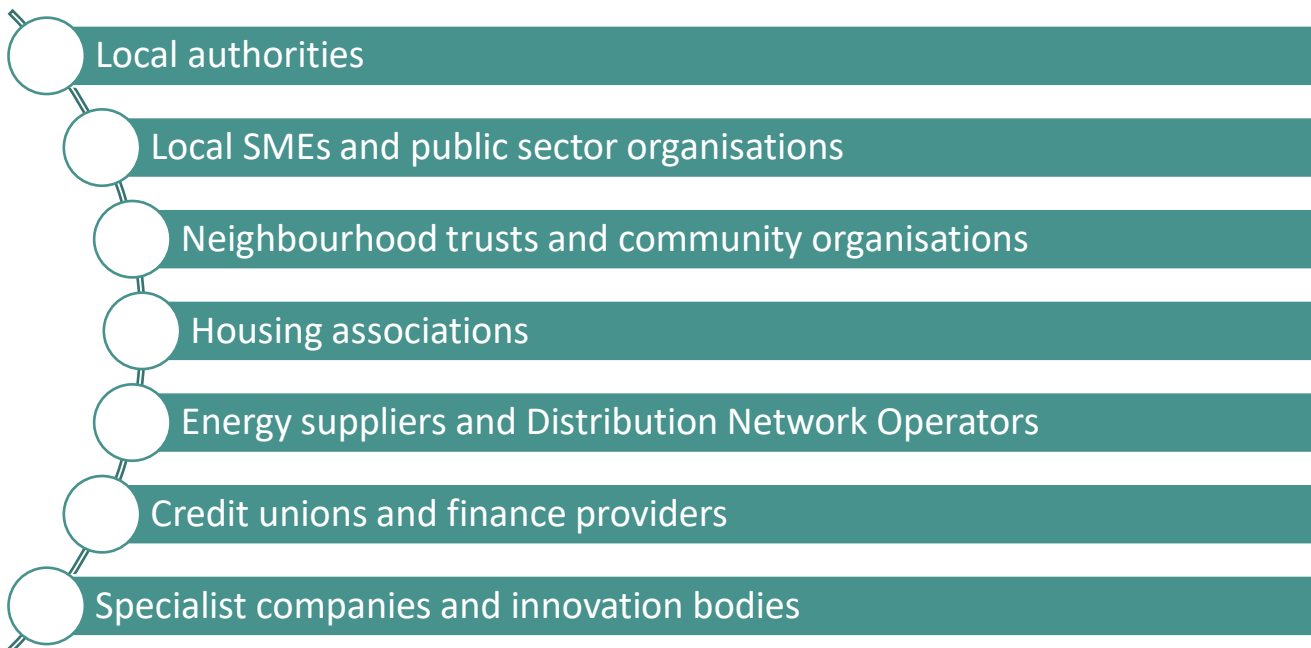 Local authorities
Local SMEs and public sector organisations
Neighbourhood trusts and community organisations
Housing associations
Energy suppliers and Distribution Network Operators
Credit unions and finance providers
Specialist companies and innovation bodies